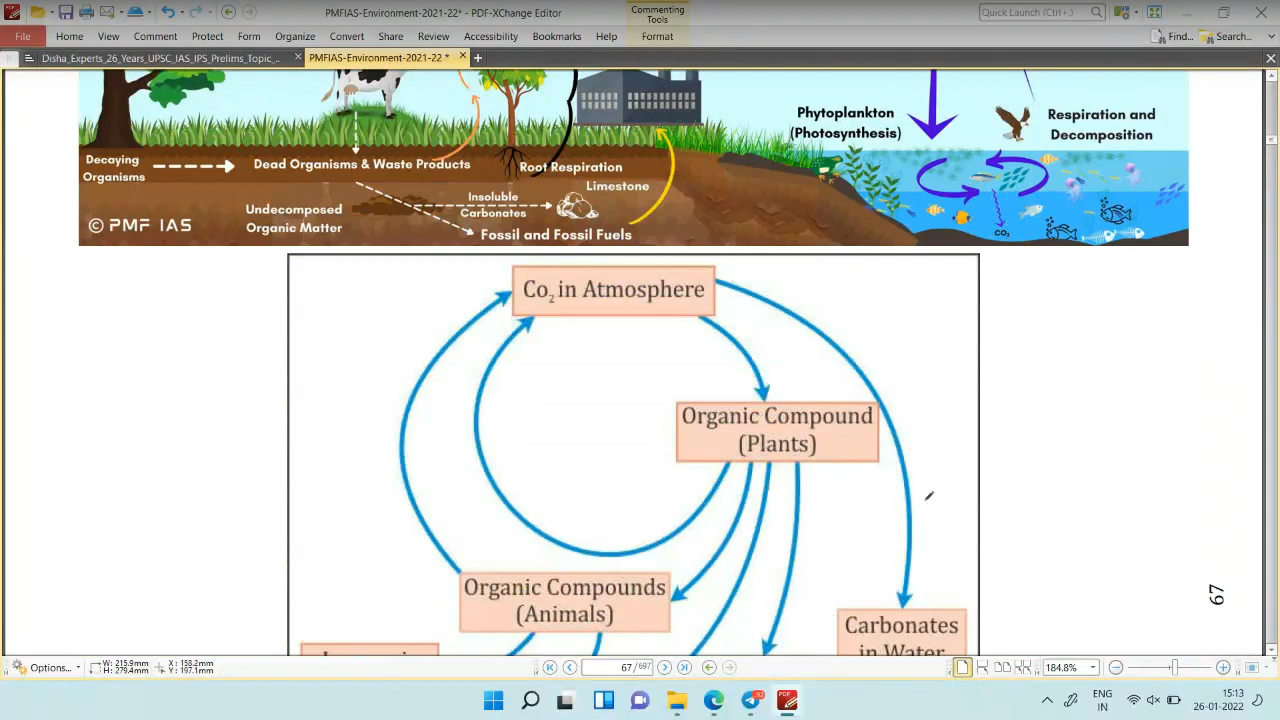 PMFIAS-Environment-2021-22* - PDF-XChange Editor
Commenting
Tools
Quick Launch (Ctrl+.)
File
Home
View
Comment
Protect
Form
Organize
Convert
Share
Review
Accessibility
Bookmarks
Help
Format
Find...
Search...
Disha_Experts_26_Years_UPSC_IAS_IPS_Prelims_Topic_..
PMFIAS-Environment-2021-22 *
Phytoplankton
(Photosynthesis)
Respiration and
Decomposition
Decaying
Organisms
Dead Organisms & Waste Products
Root Respiration
Limestone
Insoluble
Carbonates
Undecomposed
Organic Matter
Fossil and Fossil Fuels
© PMF IAS
CO₂
Co₂ in Atmosphere
Organic Compound
(Plants)
Organic Compounds
(Animals)
Carbonates
in Water
67
Options...
W: 215.9mm
H: 279.4mm
X: 158.2mm
Y: 197.1mm
67 / 697
184.8%
92
ENG
IN
15:13
26-01-2022